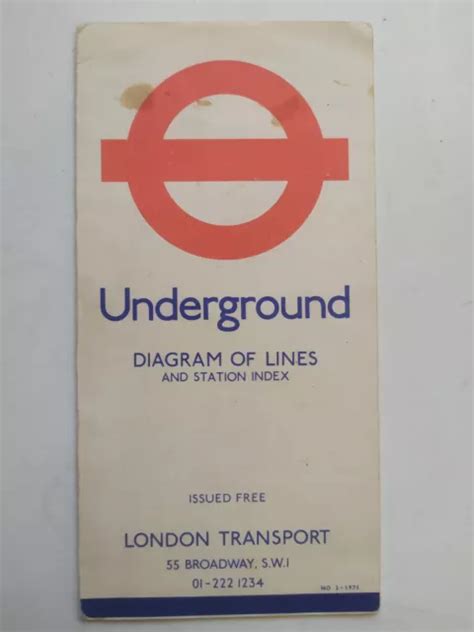 Underground
DIAGRAM OF LINES
AND STATION INDEX
ISSUED FREE
LONDON TRANSPORT
55 BROADWAY, S.W.1
01-222 1234